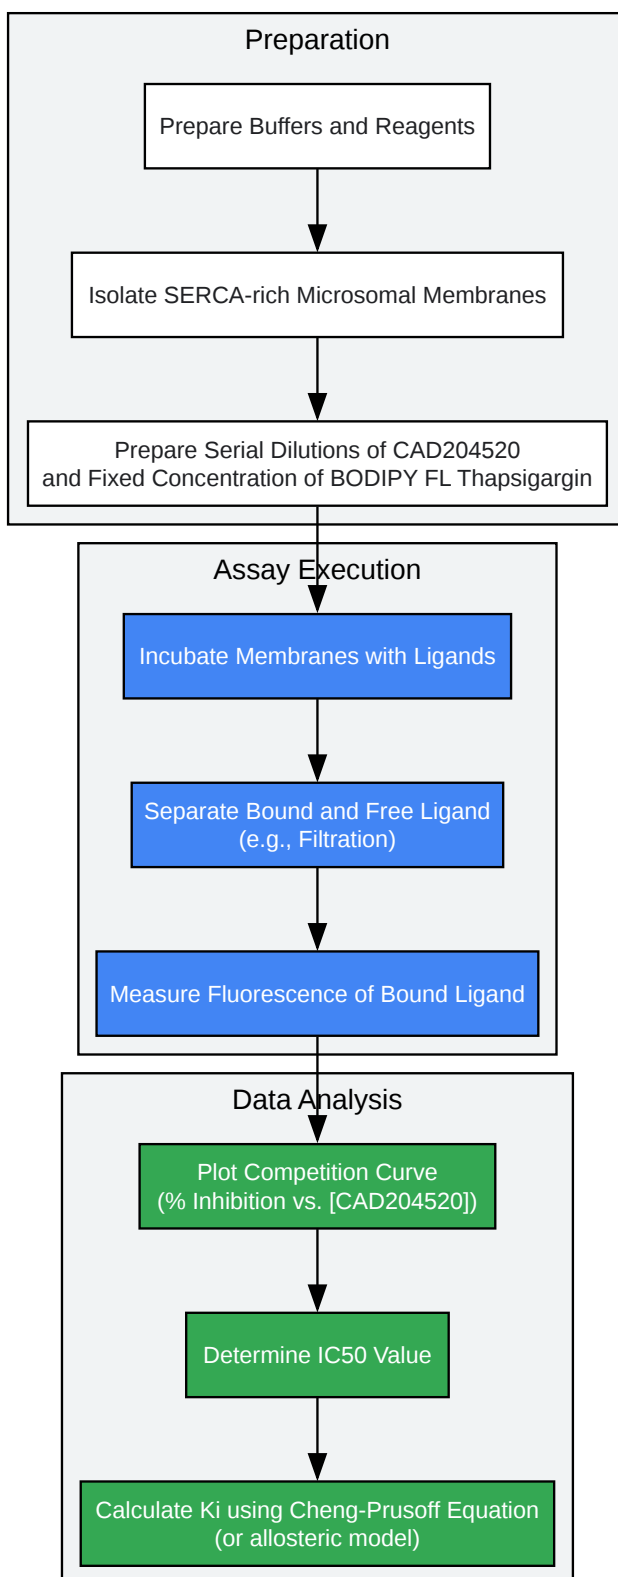 Preparation
Prepare Buffers and Reagents
Isolate SERCA-rich Microsomal Membranes
Prepare Serial Dilutions of CAD204520
and Fixed Concentration of BODIPY FL Thapsigargin
Assay Execution
Incubate Membranes with Ligands
Separate Bound and Free Ligand
(e.g., Filtration)
Measure Fluorescence of Bound Ligand
Data Analysis
Plot Competition Curve
(% Inhibition vs. [CAD204520])
Determine IC50 Value
Calculate Ki using Cheng-Prusoff Equation
(or allosteric model)